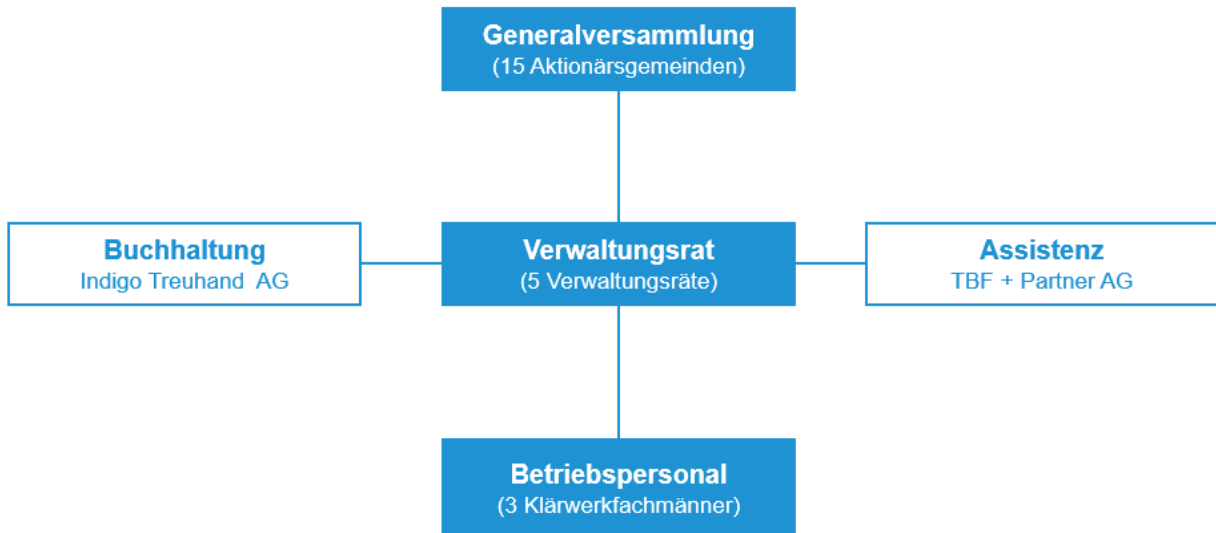 Generalversammlung
(15 Aktionärsgemeinden)
Buchhaltung
Indigo Treuhand AG
Verwaltungsrat
(5 Verwaltungsräte)
Assistenz
TBF + Partner AG
Betriebspersonal
(3 Klärwerkfachmänner)